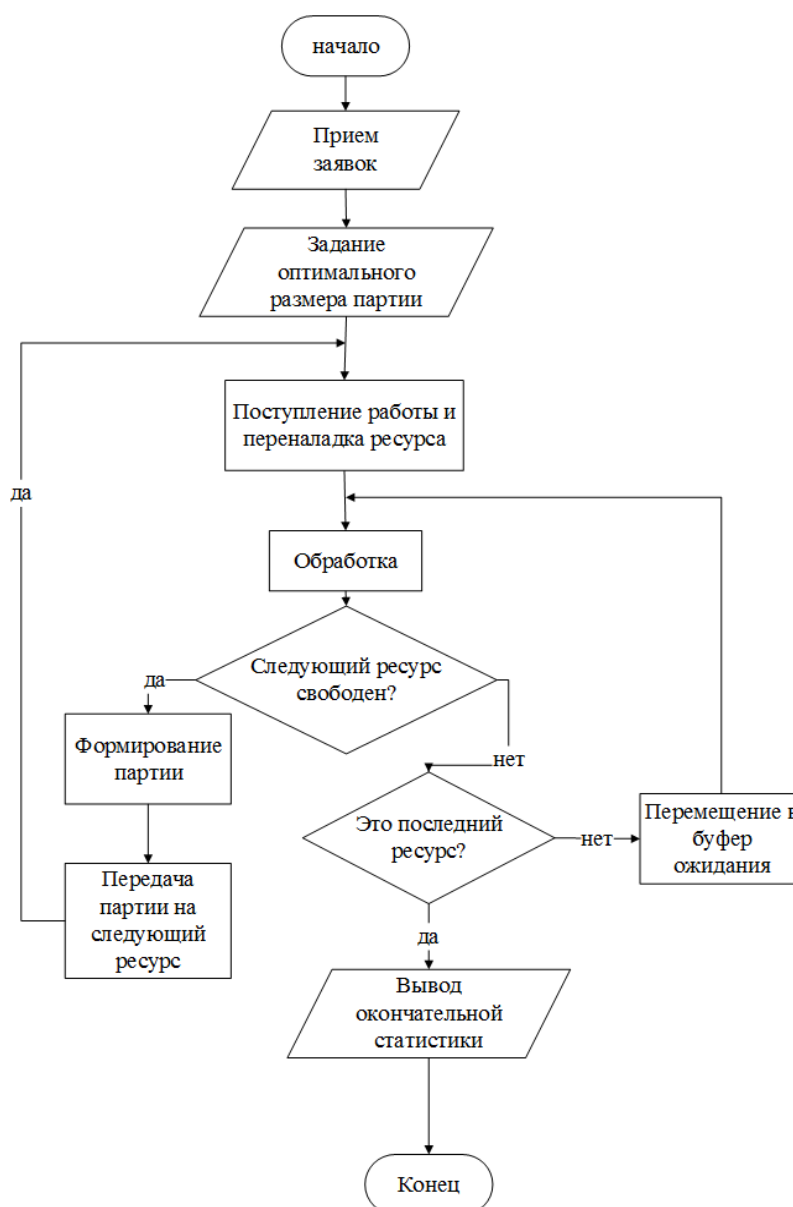 начало
Прием
заявок
Задание
оптимального
размера партии
Поступление работы и
переналадка ресурса
да
Обработка
Следующий ресурс
свободен?
да
Формирование
партии
нет
Это последний
ресурс?
нет
Перемещение в
буфер
ожидания
Передача
партии на
следующий
ресурс
да
Вывод
окончательной
статистики
Конец